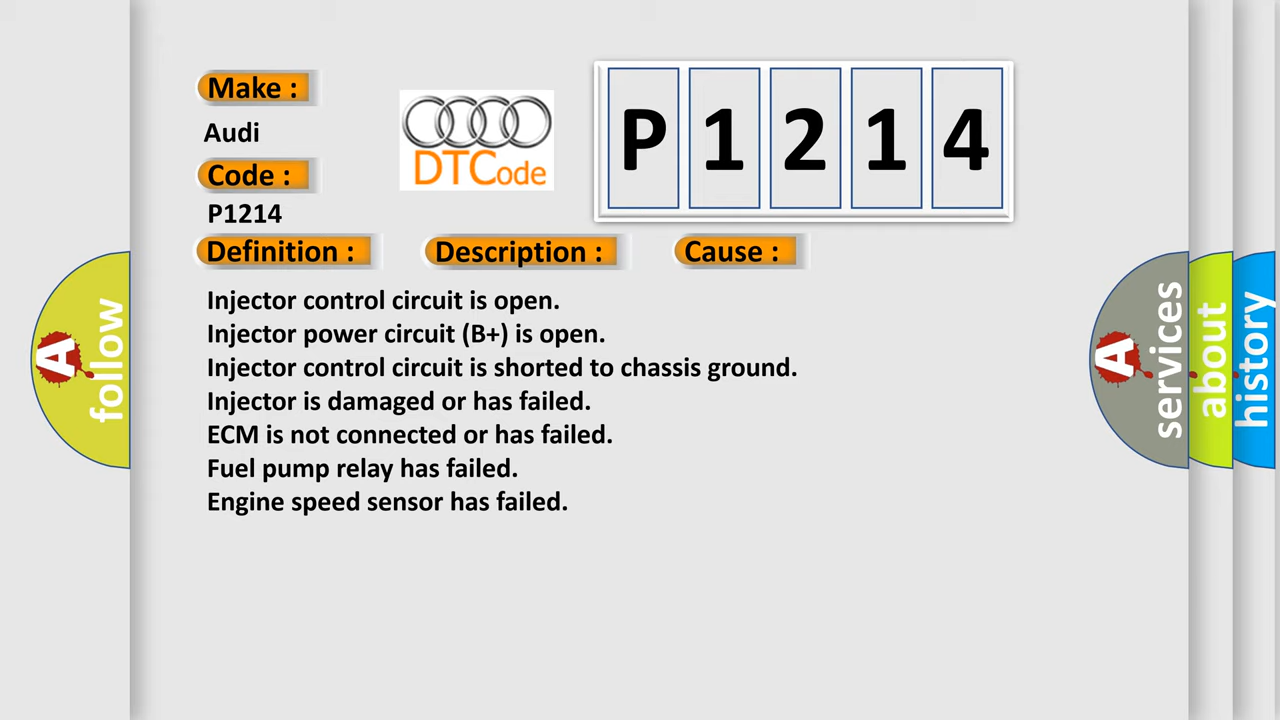 Make :
Audi
Code :
P1214
DTCode
P 1 2 1 4
Definition :
Description :
Cause :
Injector control circuit is open.
Injector power circuit (B+) is open.
Injector control circuit is shorted to chassis ground.
Injector is damaged or has failed.
ECM is not connected or has failed.
Fuel pump relay has failed.
Engine speed sensor has failed.
A
follow
A
services
about
history